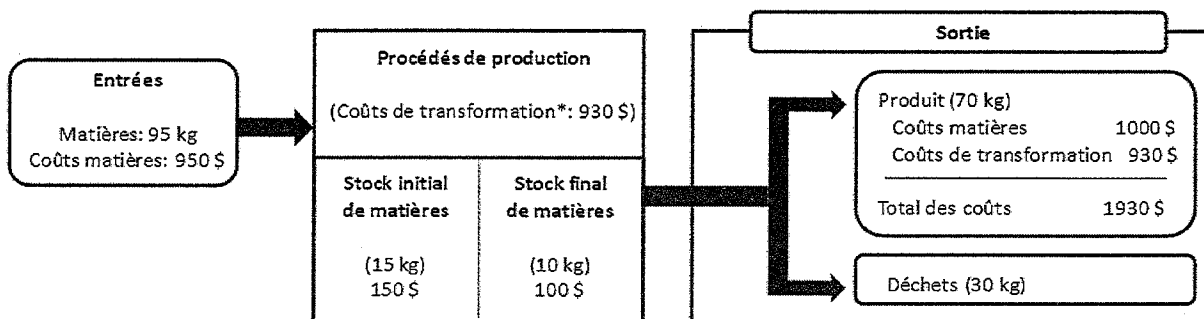 Entrées
Matières: 95 kg
Coûts matières: 950 $
Procédés de production
(Coûts de transformation*: 930 $)
Stock initial
de matières
(15 kg)
150 $
Stock final
de matières
(10 kg)
100 $
Sortie
Produit (70 kg)
Coûts matières 1000 $
Coûts de transformation 930 $
Total des coûts 1930 $
Déchets (30 kg)